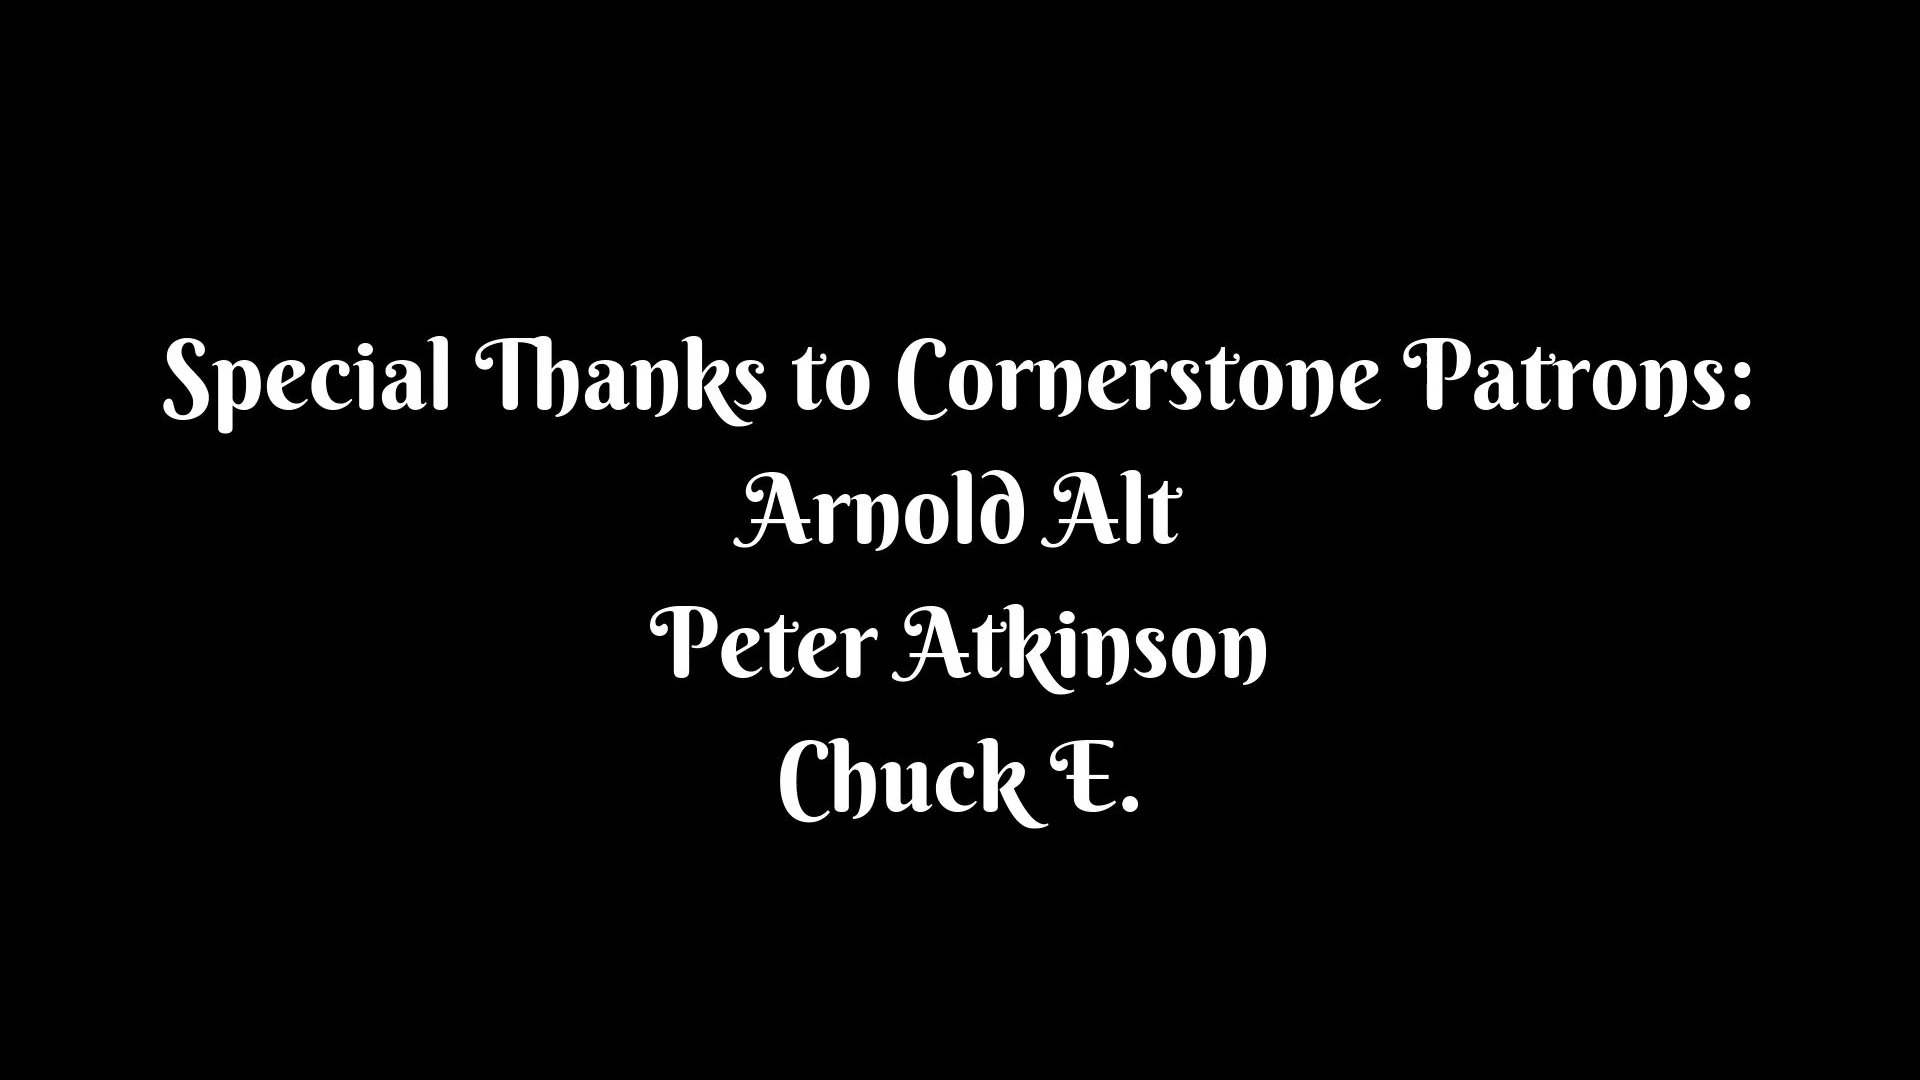 Special Thanks to Cornerstone Patrons:
Arnold Alt
Peter Atkinson
Chuck E.